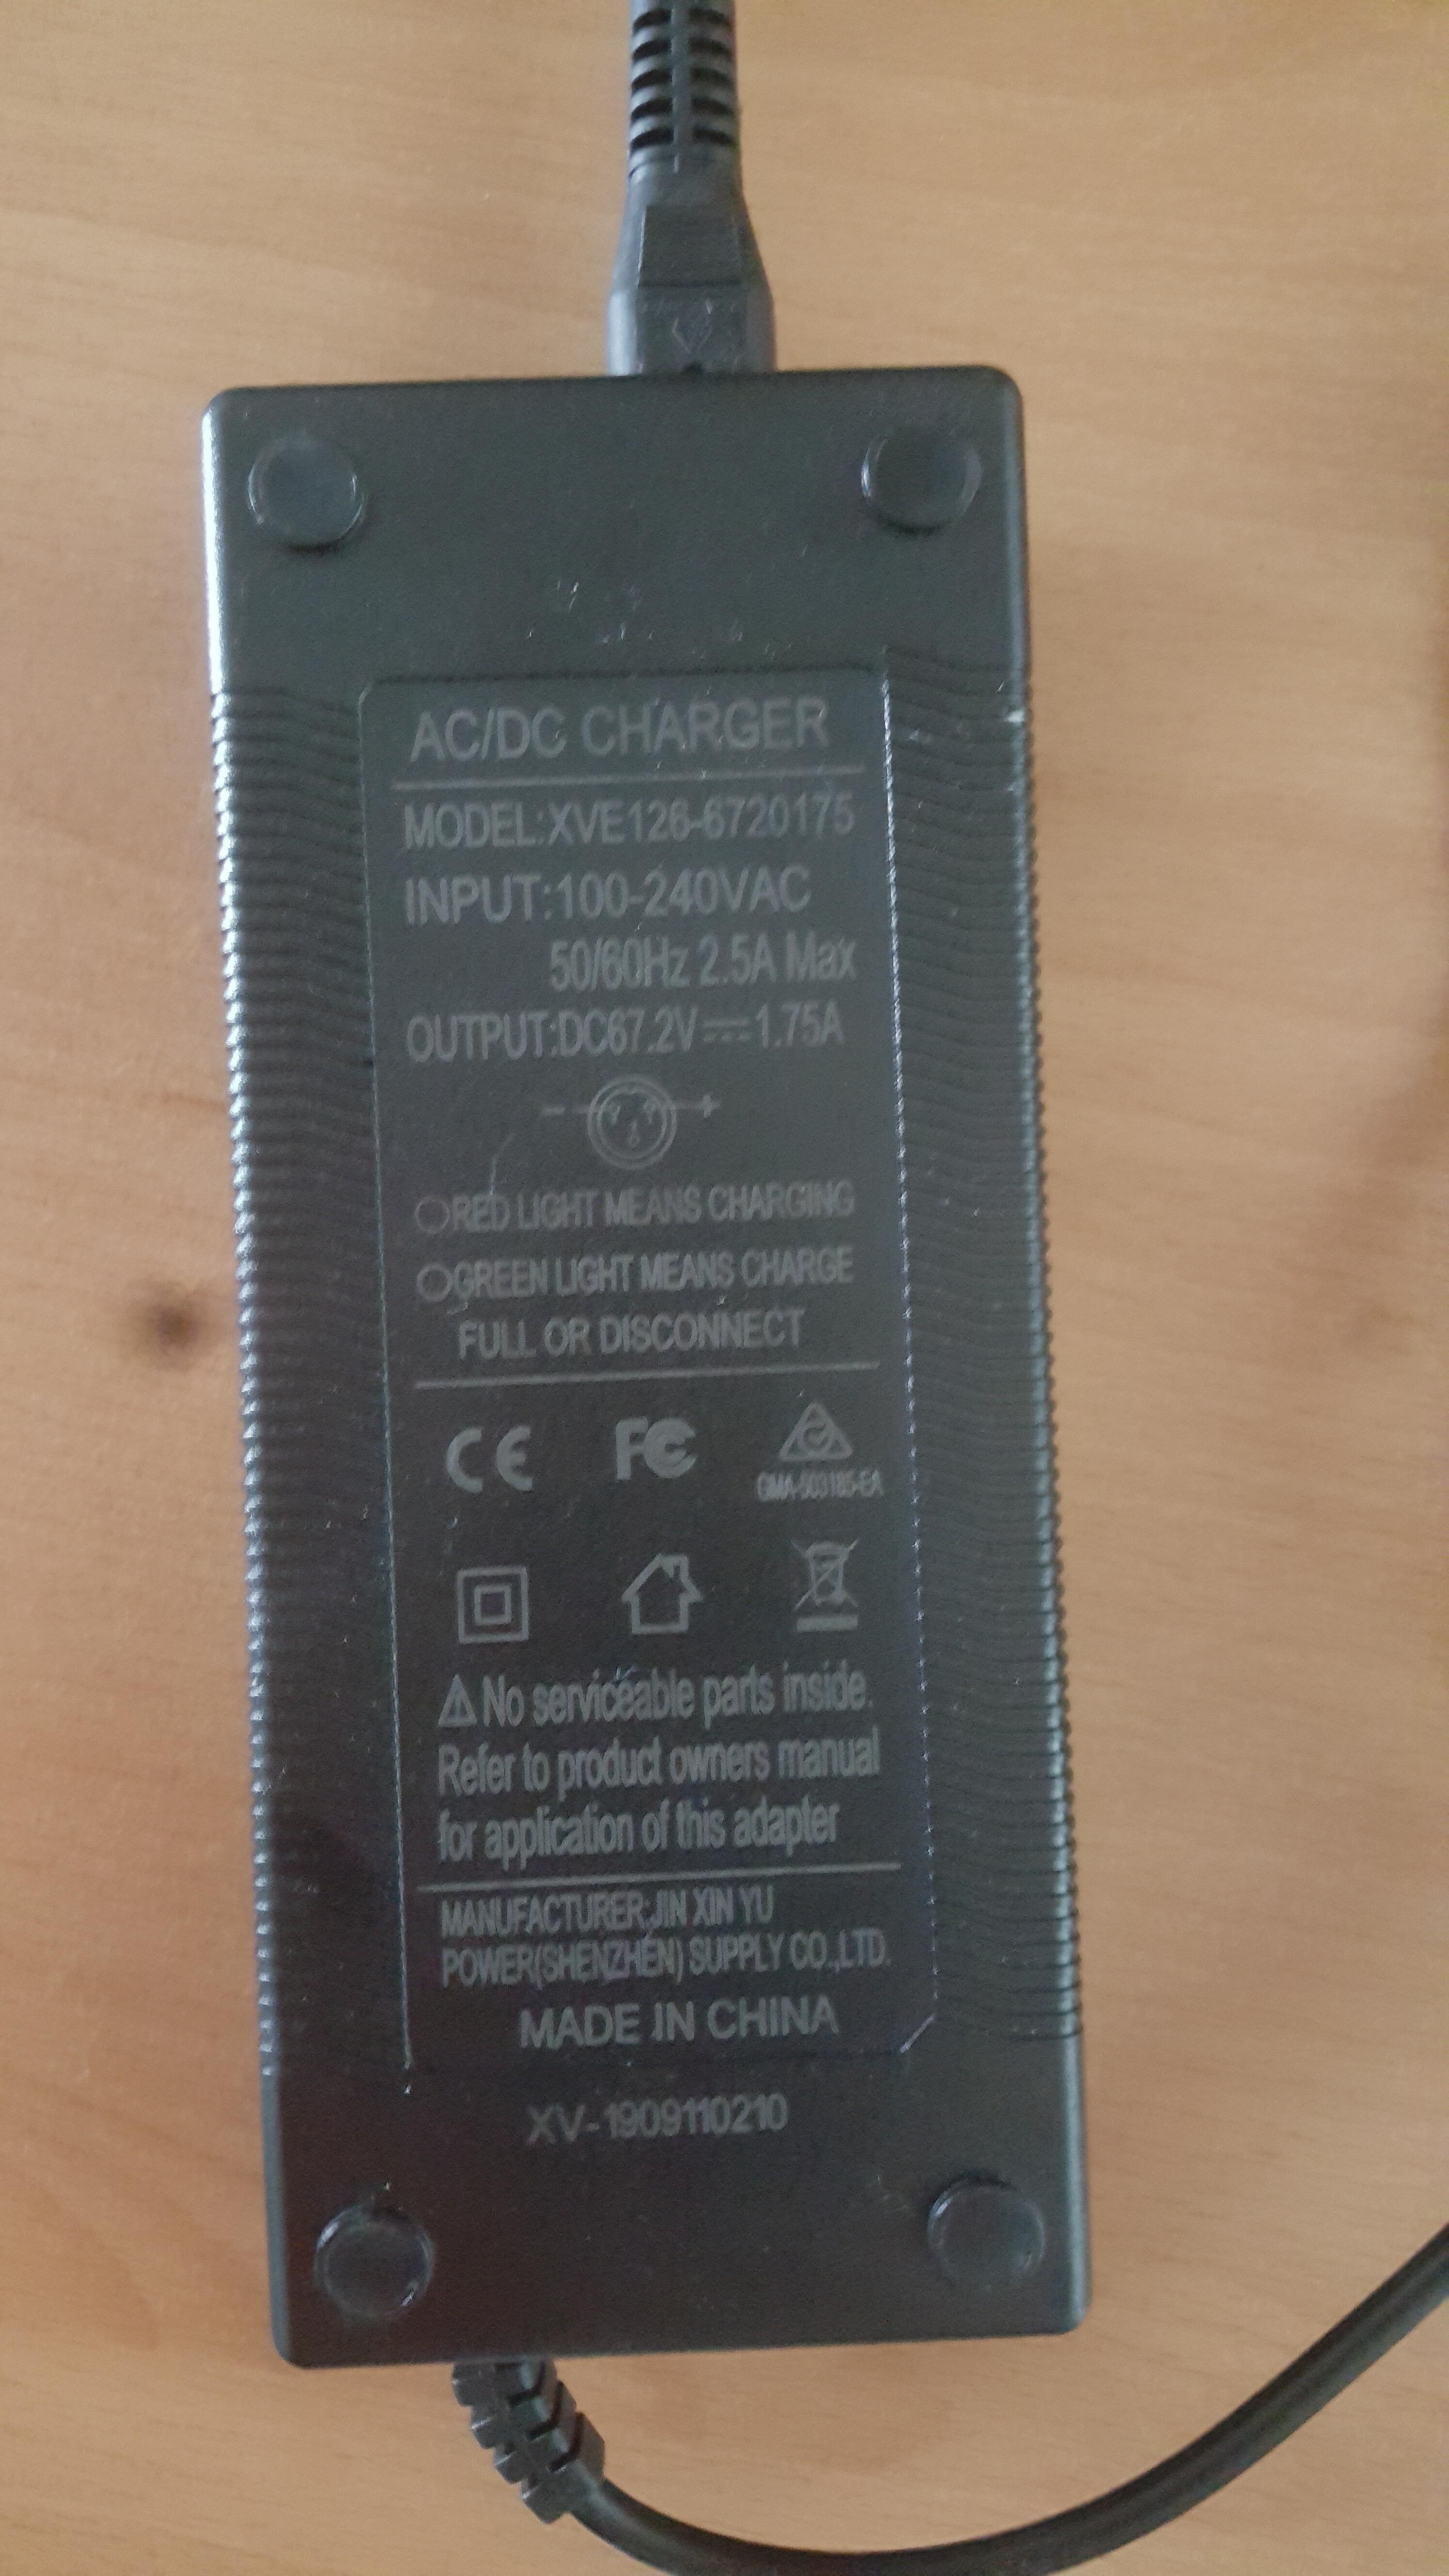 AC/DC CHARGER
MODEL:XVE126-6720175
INPUT:100-240VAC
50/60Hz 2.5A Max
OUTPUT:DC67.2V⎓1.75A
- +
RED LIGHT MEANS CHARGING
GREEN LIGHT MEANS CHARGE
FULL OR DISCONNECT
CE FC
GMA-503185-EA
No serviceable parts inside.
Refer to product owners manual
for application of this adapter
MANUFACTURER:JIN XIN YU
POWER(SHENZHEN) SUPPLY CO.,LTD.
MADE IN CHINA
XV-1909110210